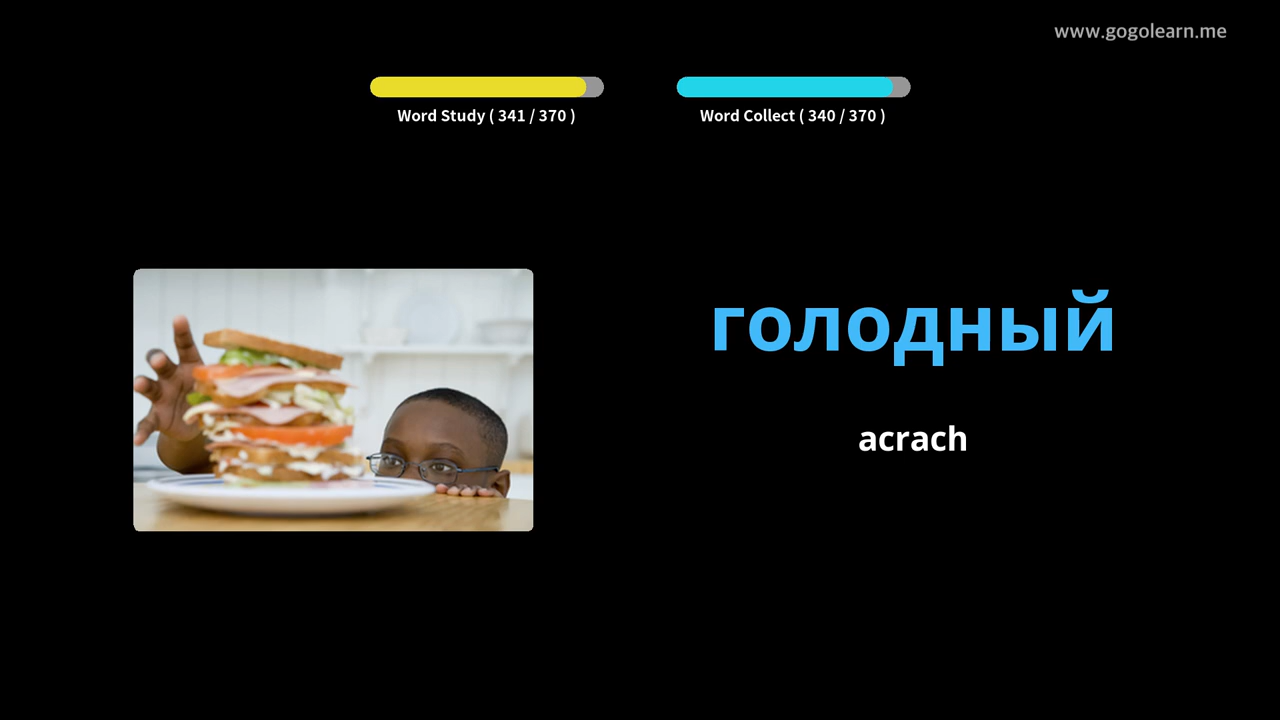 www.gogolearn.me
Word Study ( 341 / 370 )
Word Collect ( 340 / 370 )
голодный
acrach